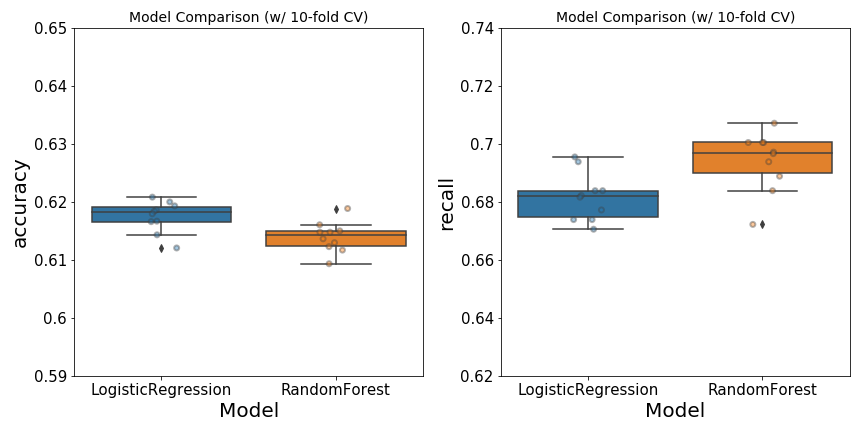 Model Comparison (w/ 10-fold CV)
accuracy
0.65
0.64
0.63
0.62
0.61
0.6
0.59
LogisticRegression
RandomForest
Model
Model Comparison (w/ 10-fold CV)
recall
0.74
0.72
0.7
0.68
0.66
0.64
0.62
LogisticRegression
RandomForest
Model